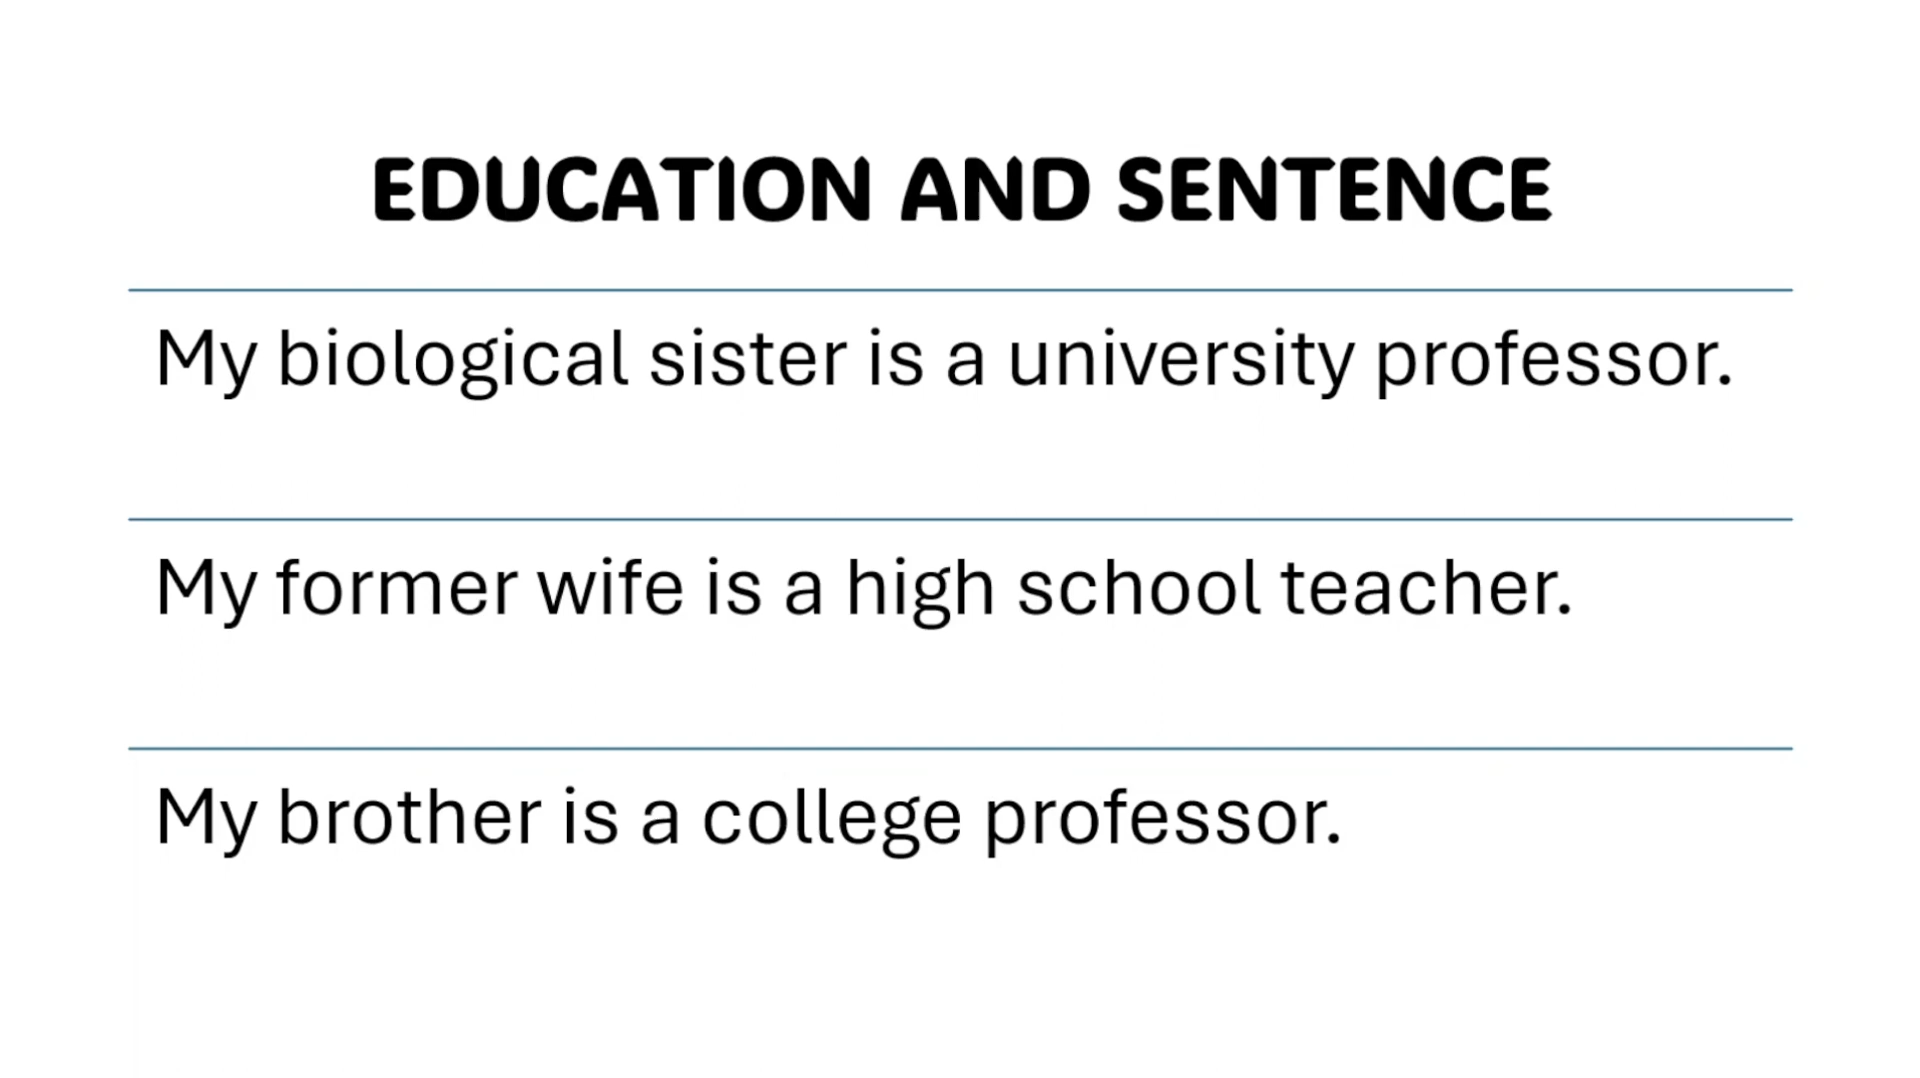 EDUCATION AND SENTENCE
My biological sister is a university professor.
My former wife is a high school teacher.
My brother is a college professor.